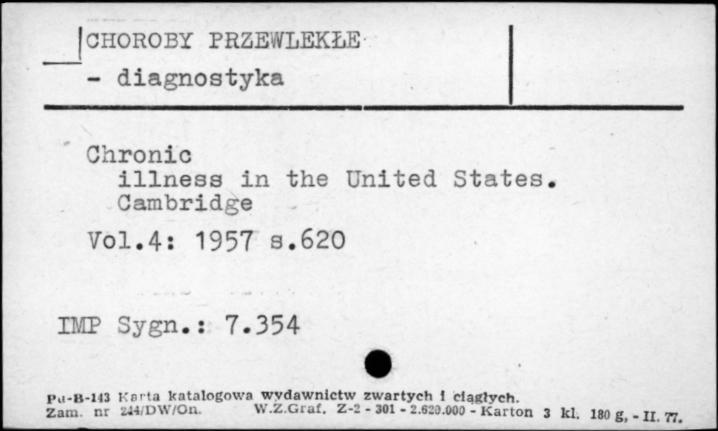 CHOROBY PRZEWLEKŁE
- diagnostyka
Chronic
illness in the United States.
Cambridge
Vol.4: 1957 s.620
IMP Sygn.: 7.354
Pu-B-143 Karta katalogowa wydawnictw zwartych i ciągłych.
Zam. nr 244/DW/On. W.Z.Graf. Z-2 - 301 - 2.620.000 - Karton 3 kl. 180 g, - II. 77.